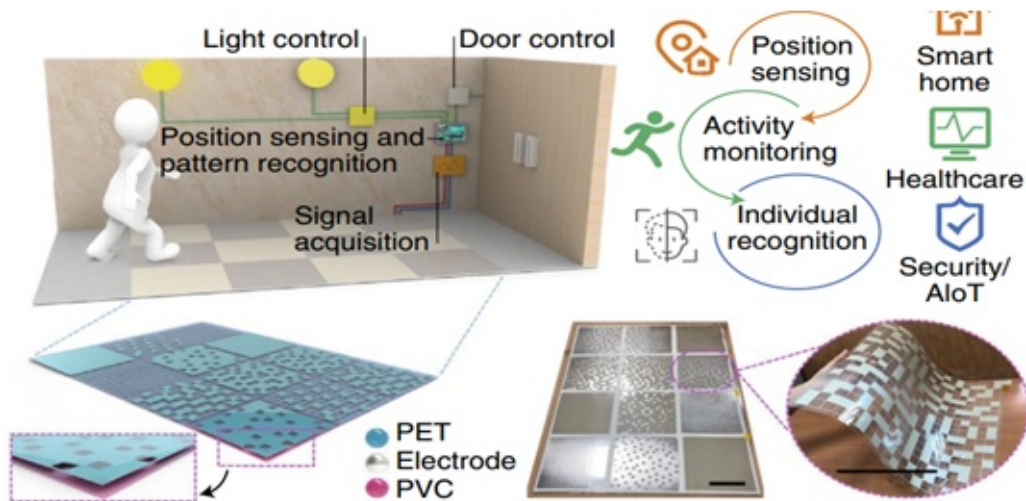 Light control
Door control
Position sensing and
pattern recognition
Signal
acquisition
Position
sensing
Activity
monitoring
Individual
recognition
Smart
home
Healthcare
Security/
AIoT
PET
Electrode
PVC